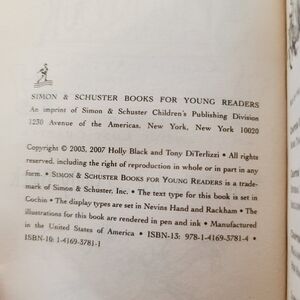 SIMON & SCHUSTER BOOKS FOR YOUNG READERS
An imprint of Simon & Schuster Children's Publishing Division
1230 Avenue of the Americas, New York, New York 10020
Copyright © 2003, 2007 Holly Black and Tony DiTerlizzi • All rights
reserved, including the right of reproduction in whole or in part in any
form. • SIMON & SCHUSTER BOOKS FOR YOUNG READERS is a trade-
mark of Simon & Schuster, Inc. • The text type for this book is set in
Cochin • The display types are set in Nevins Hand and Rackham • The
illustrations for this book are rendered in pen and ink • Manufactured
in the United States of America • ISBN-13: 978-1-4169-3781-4 •
ISBN-10: 1-4169-3781-1